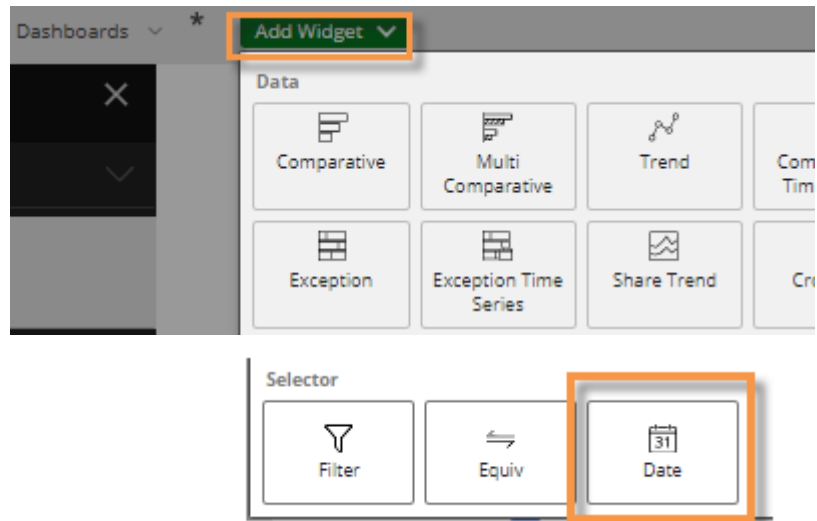 Dashboards
*
Add Widget
Data
Comparative
Multi
Comparative
Trend
Exception
Exception Time
Series
Share Trend
Selector
Filter
Equiv
31
Date